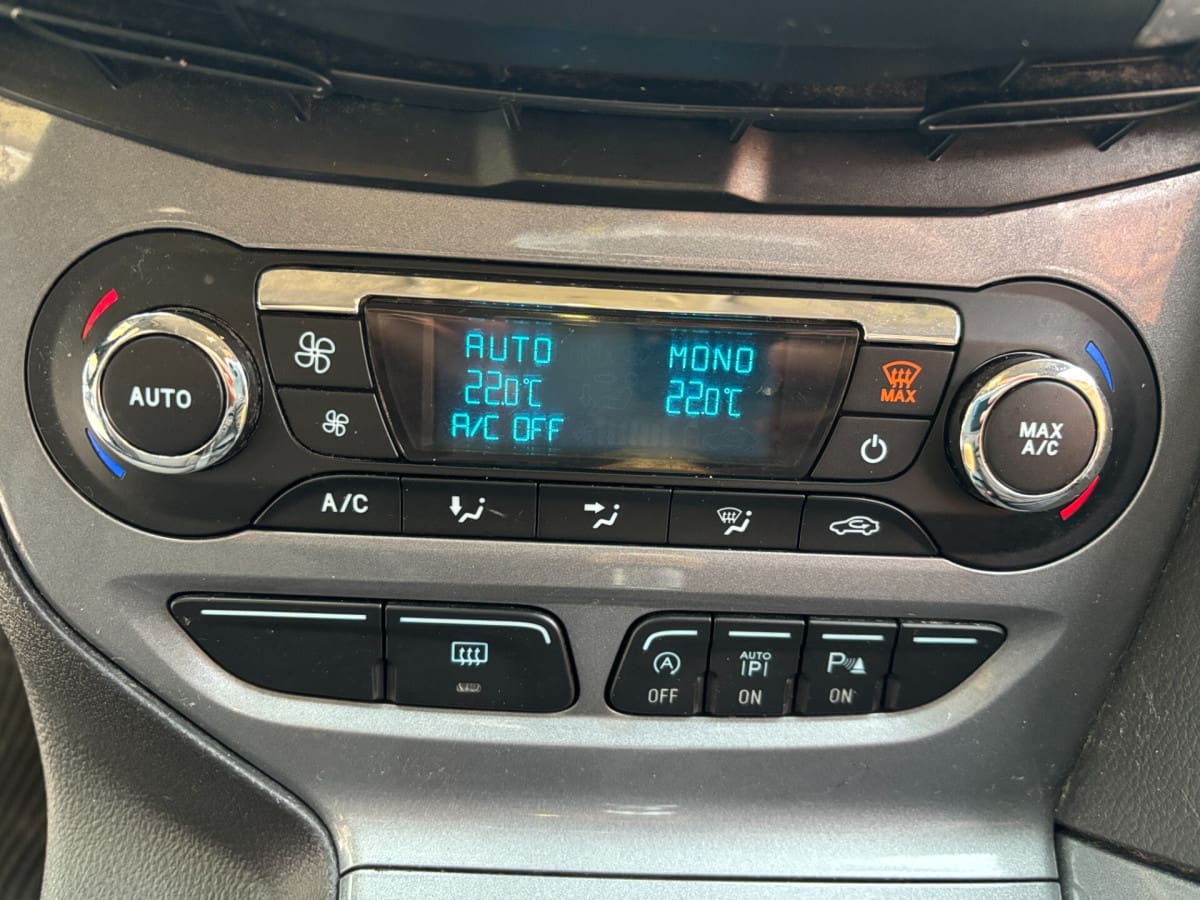 AUTO
AUTO MONO
22.0°C 22.0°C
A/C OFF
MAX
MAX
A/C
A/C
A
OFF
AUTO
P
ON
P
ON